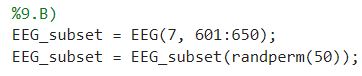 %9.B)
EEG_subset = EEG(7, 601:650);
EEG_subset = EEG_subset(randperm(50));